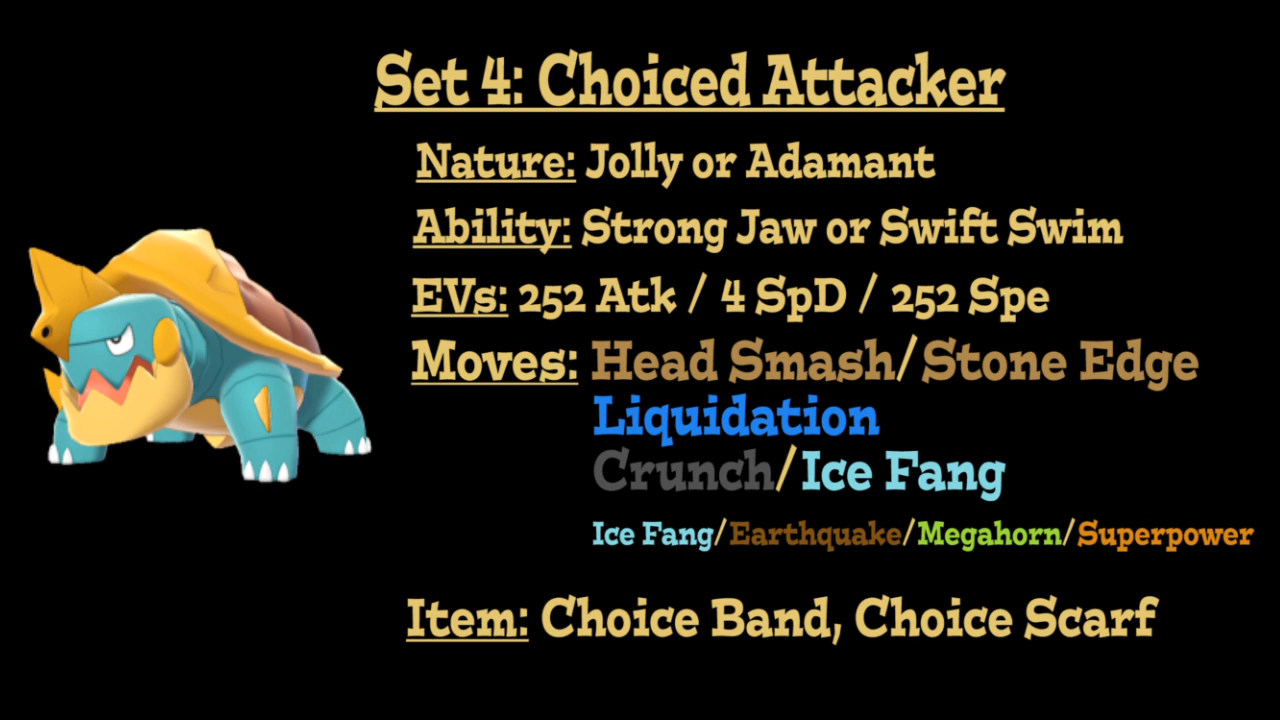 Set 4: Choiced Attacker
Nature: Jolly or Adamant
Ability: Strong Jaw or Swift Swim
EVs: 252 Atk / 4 SpD / 252 Spe
Moves: Head Smash/Stone Edge
Liquidation
Crunch/Ice Fang
Ice Fang/Earthquake/Megahorn/Superpower
Item: Choice Band, Choice Scarf